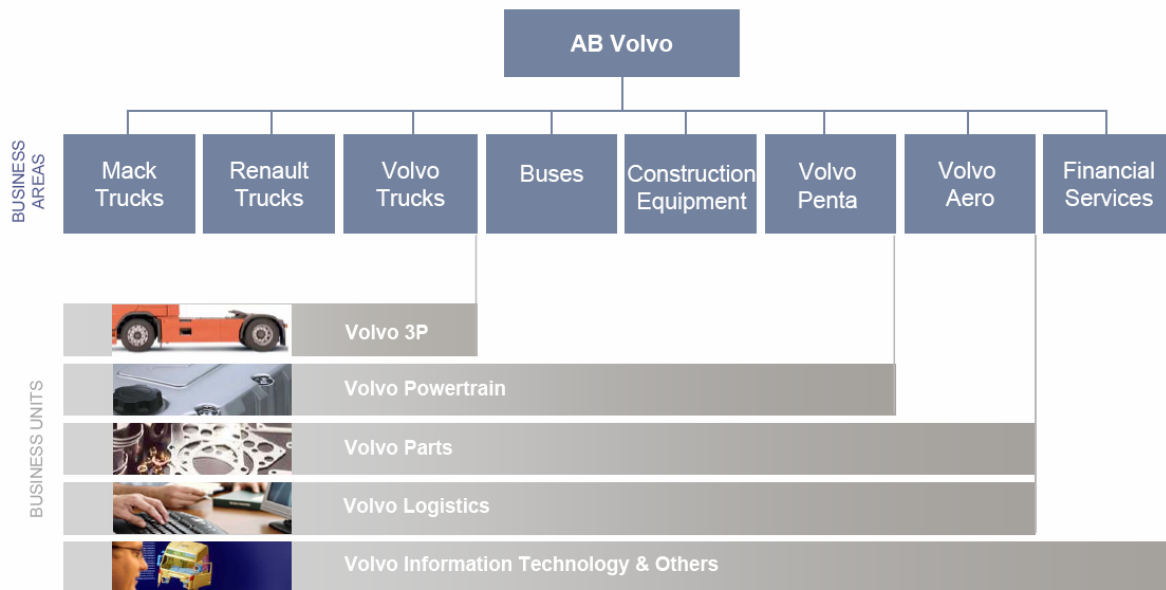 AB Volvo
BUSINESS
AREAS
Mack
Trucks
Renault
Trucks
Volvo
Trucks
Buses
Construction
Equipment
Volvo
Penta
Volvo
Aero
Financial
Services
BUSINESS UNITS
Volvo 3P
Volvo Powertrain
Volvo Parts
Volvo Logistics
Volvo Information Technology & Others